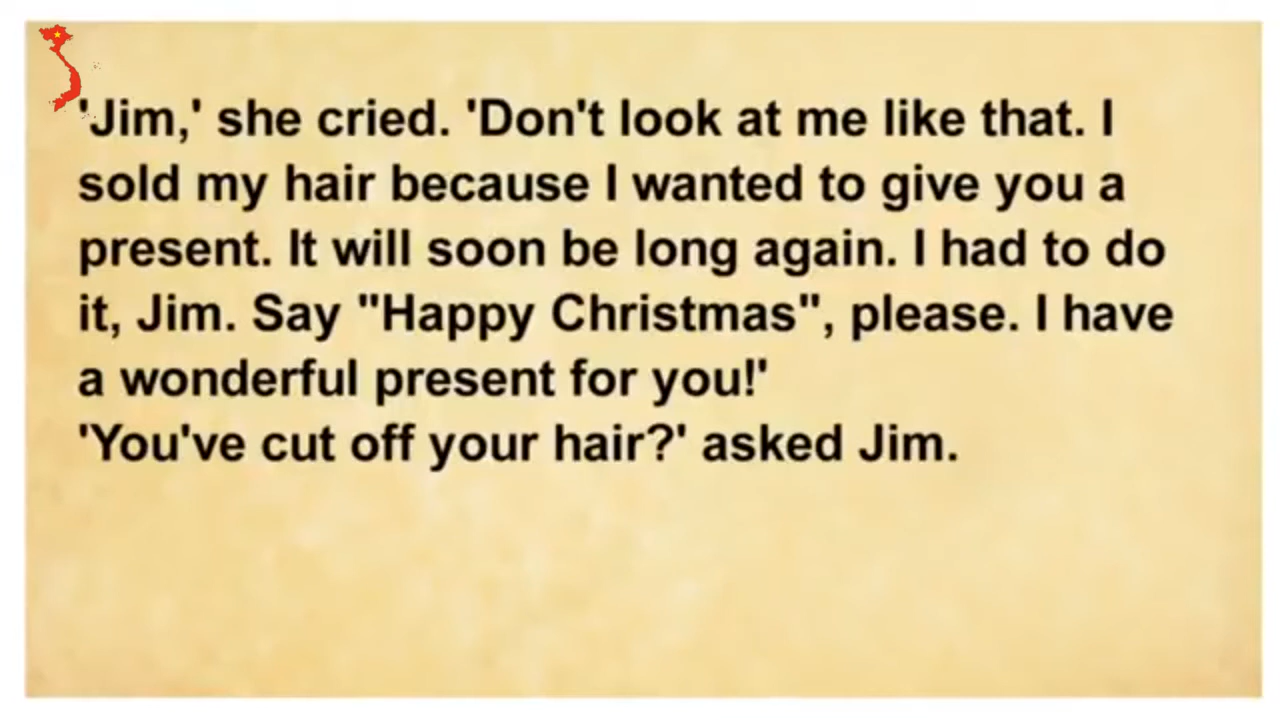 'Jim,' she cried. 'Don't look at me like that. I
sold my hair because I wanted to give you a
present. It will soon be long again. I had to do
it, Jim. Say "Happy Christmas", please. I have
a wonderful present for you!'
'You've cut off your hair?' asked Jim.